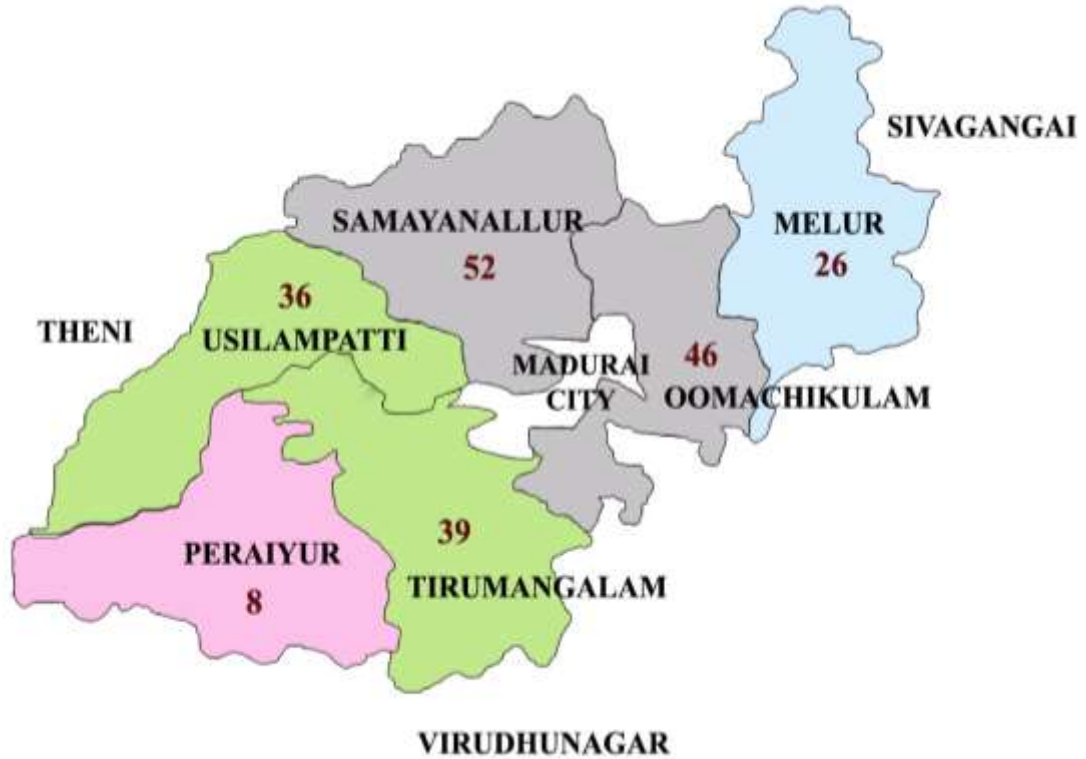 SIVAGANGAI
SAMAYANALLUR
52
MELUR
26
36
USILAMPATTI
THENI
MADURAI
CITY
46
OOMACHIKULAM
39
TIRUMANGALAM
PERAIYUR
8
VIRUDHUNAGAR